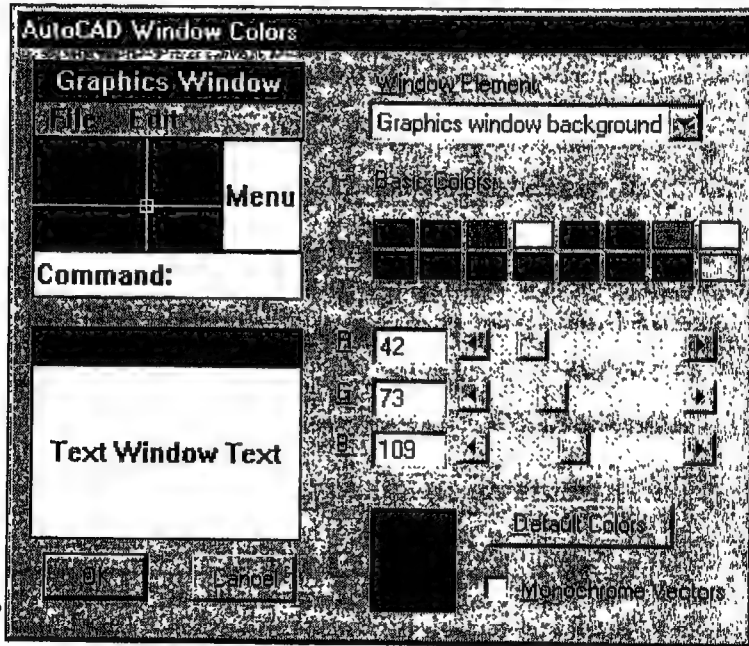 AutoCAD Window Colors
Graphics Window
File Edit
Menu
Command:
Text Window Text
OK
Cancel
Window Element:
Graphics window background
Basic Colors:
R 42
G 73
B 109
Default Colors
Monochrome Vectors